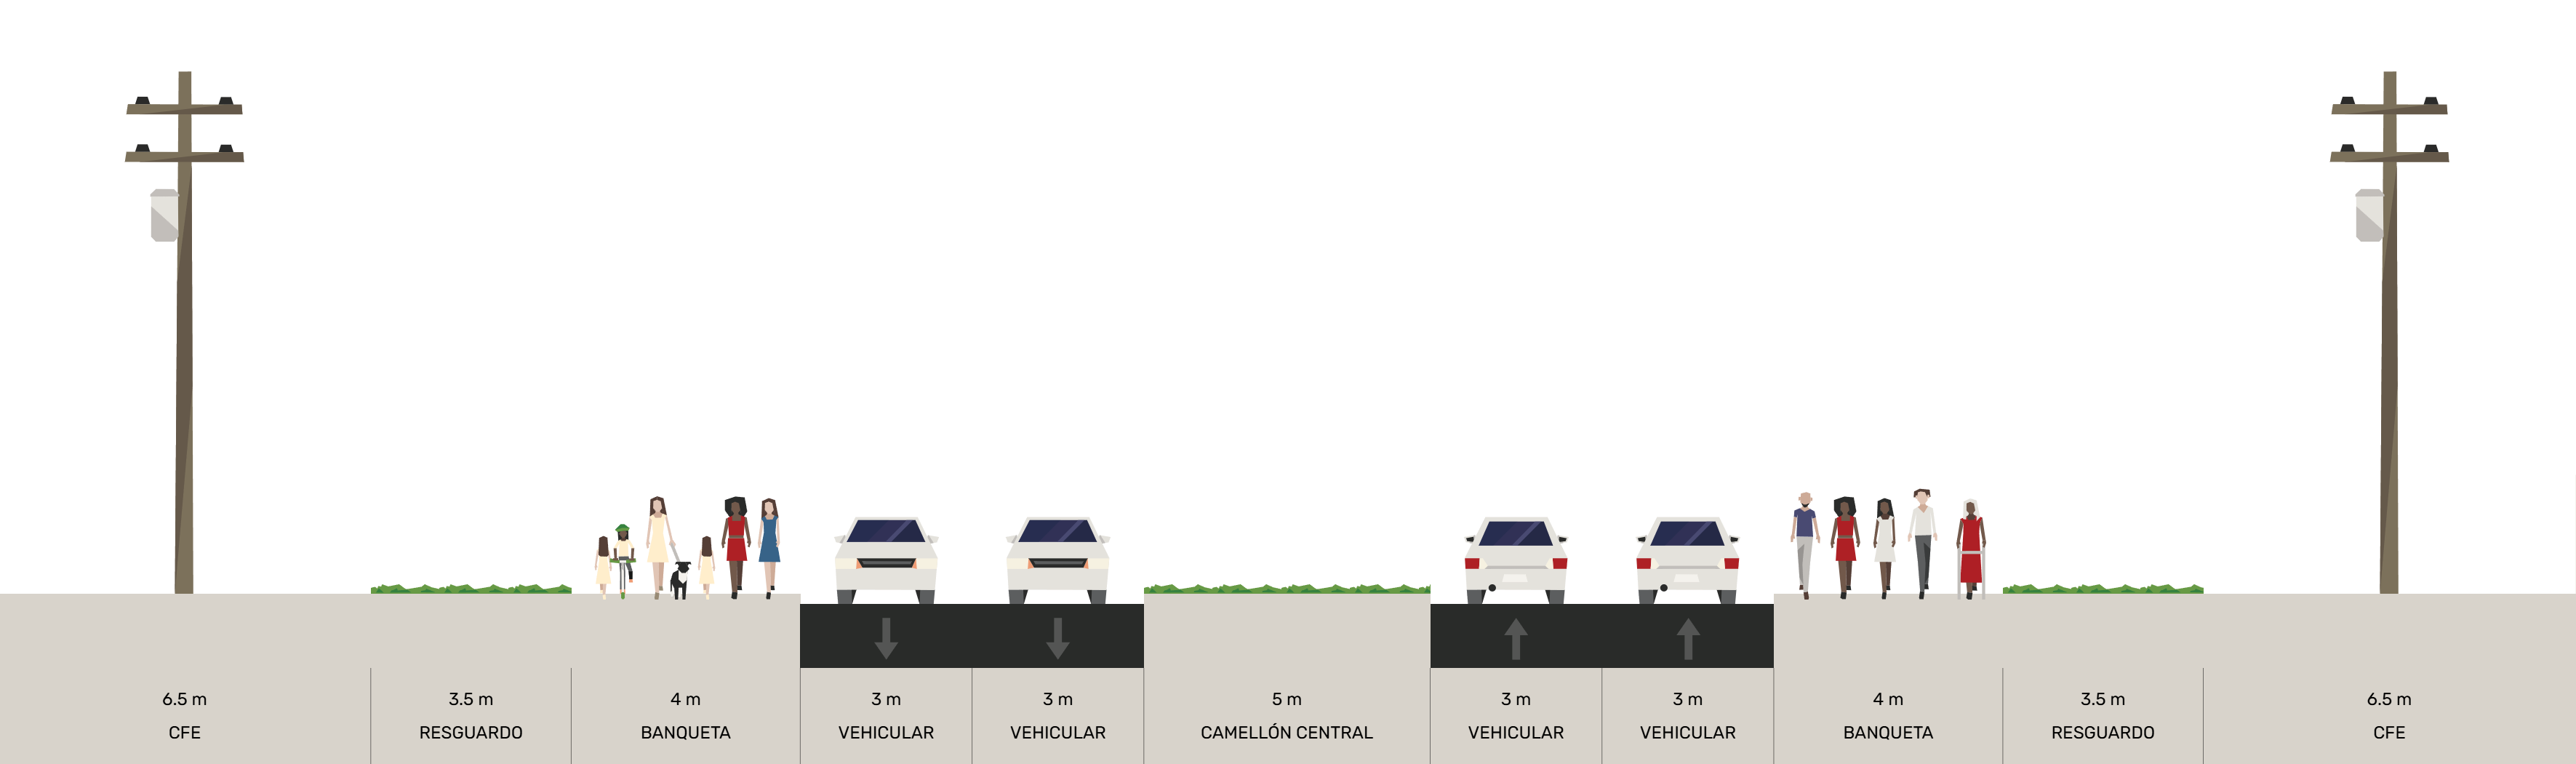 6.5 m
CFE
3.5 m
RESGUARDO
4 m
BANQUETA
3 m
VEHICULAR
3 m
VEHICULAR
5 m
CAMELLÓN CENTRAL
3 m
VEHICULAR
3 m
VEHICULAR
4 m
BANQUETA
3.5 m
RESGUARDO
6.5 m
CFE